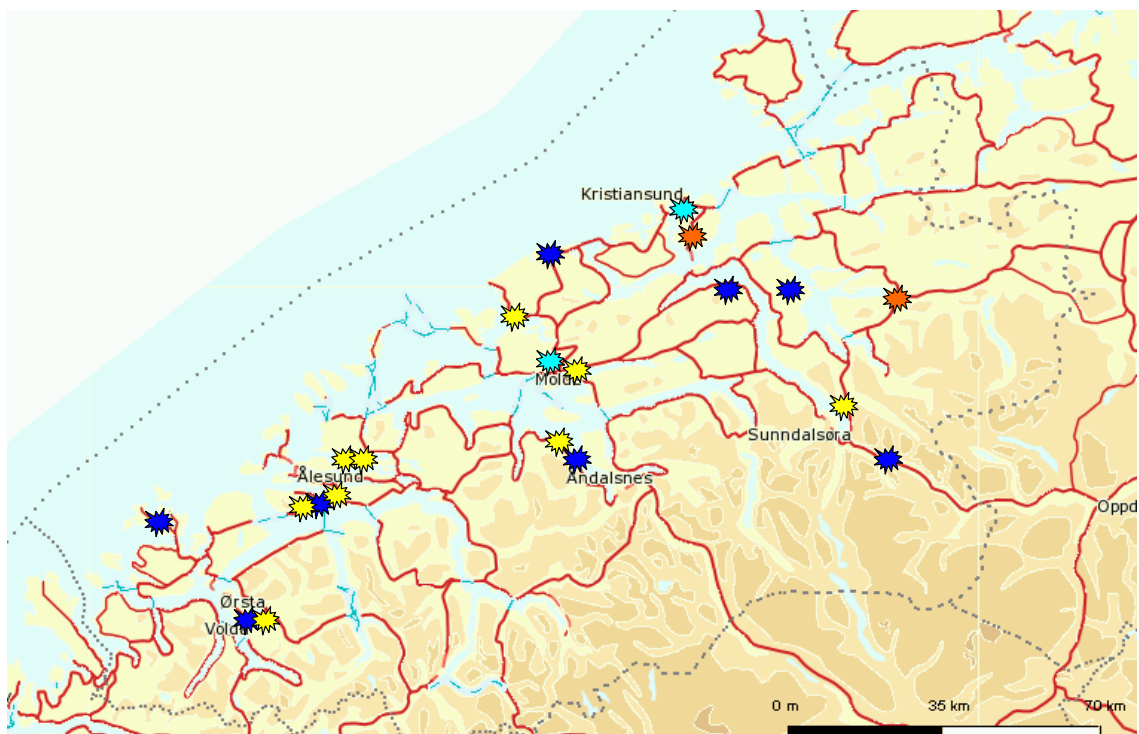 Kristiansund
Molde
Sunndalsøra
Ålesund
Åndalsnes
Oppd
Ørsta
Volda
0 m 35 km 70 km